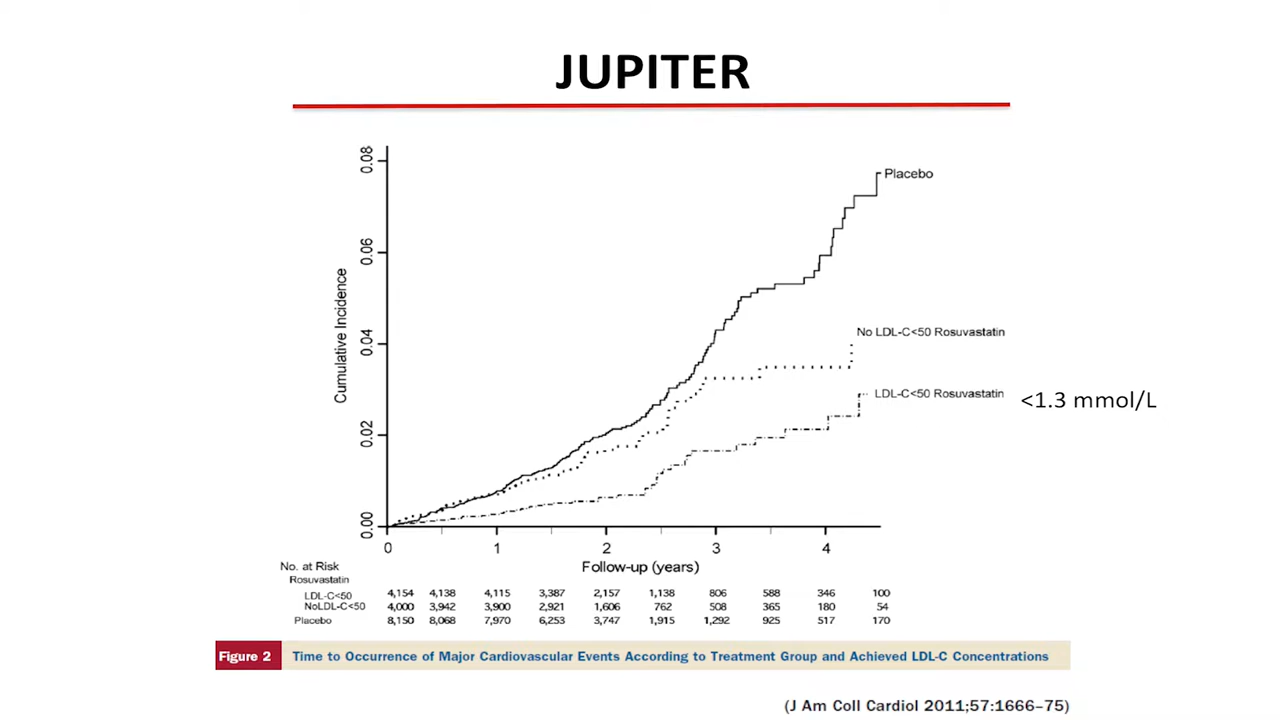 JUPITER
0.08
0.06
0.04
0.02
0.00
Cumulative Incidence
Placebo
No LDL-C<50 Rosuvastatin
LDL-C<50 Rosuvastatin
<1.3 mmol/L
0 1 2 3 4
Follow-up (years)
No. at Risk
Rosuvastatin
LDL-C<50 4,154 4,138 4,115 3,387 2,157 1,138 806 588 346 100
NoLDL-C<50 4,000 3,942 3,900 2,921 1,606 762 508 365 180 54
Placebo 8,150 8,068 7,970 6,253 3,747 1,915 1,292 925 517 170
Figure 2 Time to Occurrence of Major Cardiovascular Events According to Treatment Group and Achieved LDL-C Concentrations
(J Am Coll Cardiol 2011;57:1666–75)